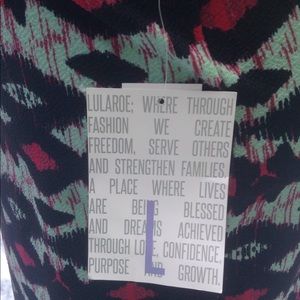 LULAROE; WHERE THROUGH
FASHION WE CREATE
FREEDOM, SERVE OTHERS
AND STRENGTHEN FAMILIES,
A PLACE WHERE LIVES
ARE BEING BLESSED
AND DREAMS ACHIEVED
THROUGH LOVE, CONFIDENCE,
PURPOSE AND GROWTH.
L